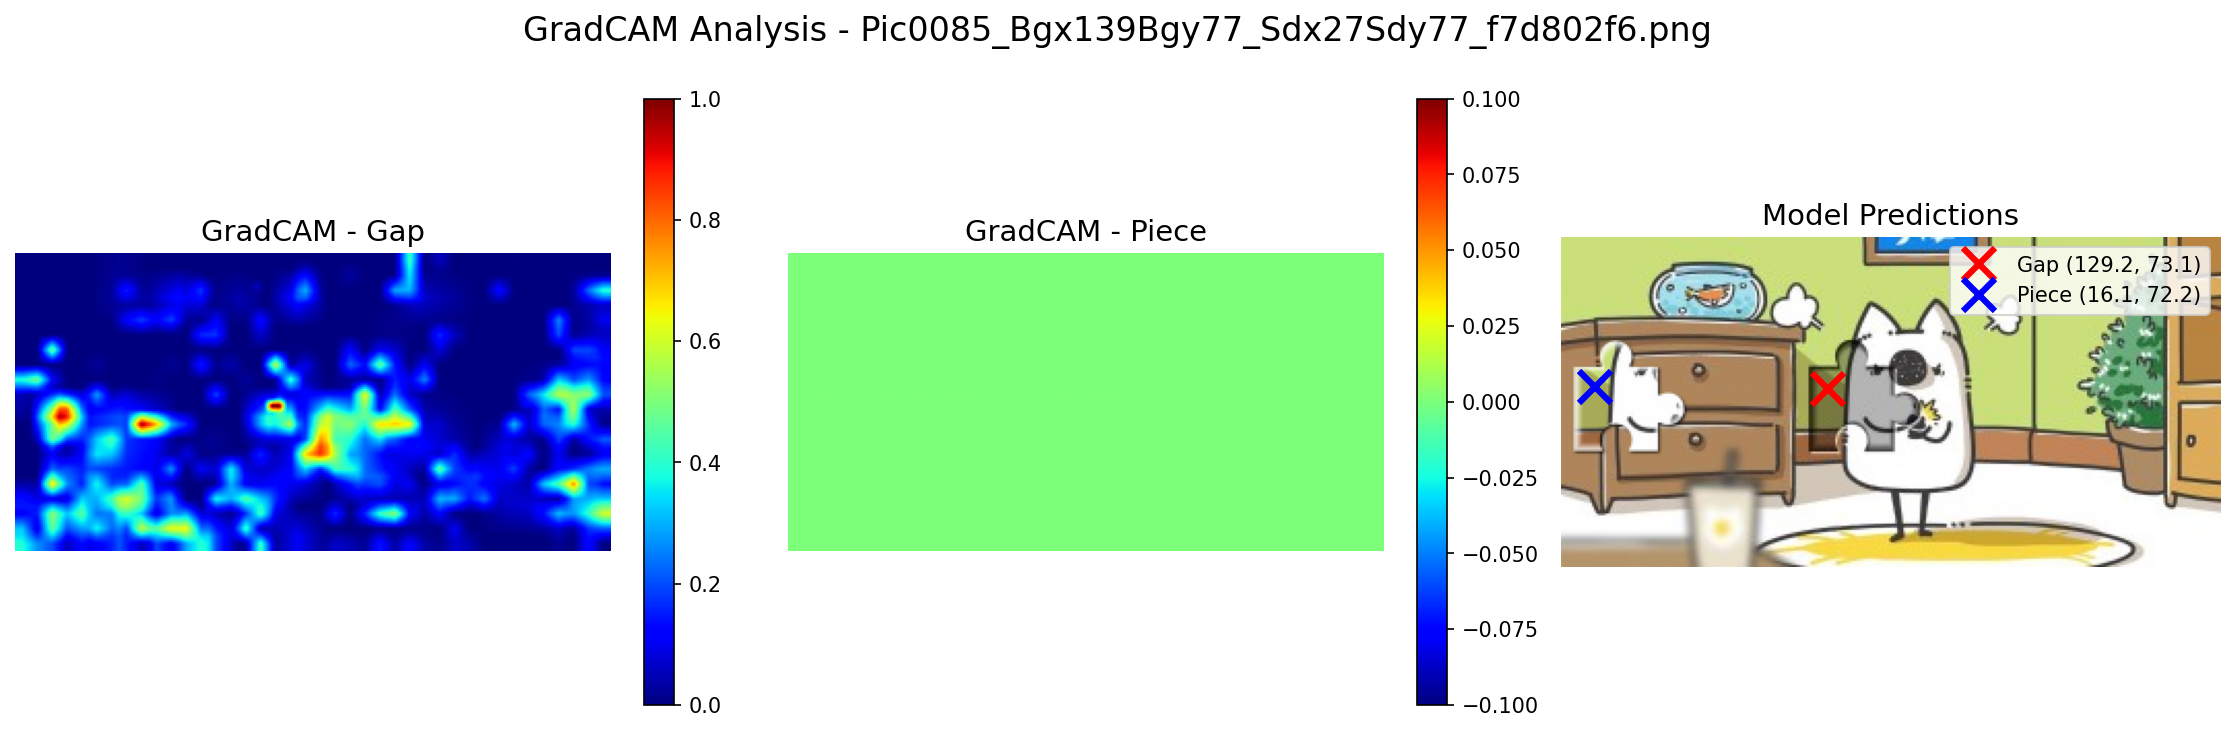 GradCAM Analysis - Pic0085_Bgx139Bgy77_Sdx27Sdy77_f7d802f6.png
GradCAM - Gap
1.0
0.8
0.6
0.4
0.2
0.0
GradCAM - Piece
0.100
0.075
0.050
0.025
0.000
−0.025
−0.050
−0.075
−0.100
Model Predictions
Gap (129.2, 73.1)
Piece (16.1, 72.2)